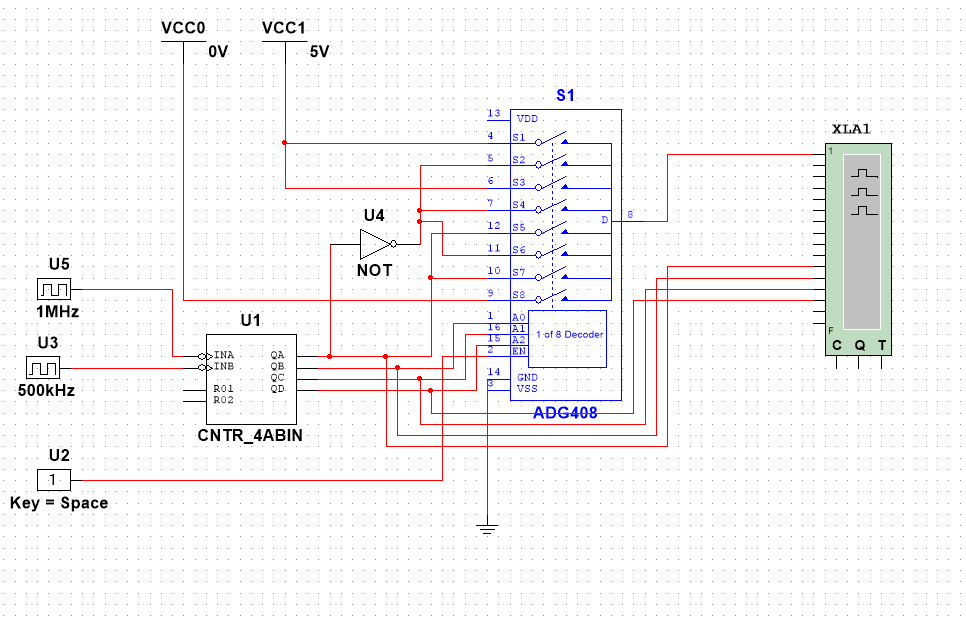 VCC0
0V
VCC1
5V
S1
13 VDD
4 S1
5 S2
6 S3
7 S4
12 S5
11 S6
10 S7
9 S8
D 8
1 A0
16 A1
15 A2
2 EN
1 of 8 Decoder
14 GND
3 VSS
ADG408
XLA1
1
F
C Q T
U4
NOT
U5
1MHz
U3
500kHz
U1
INA QA
INB QB
QC
R01 QD
R02
CNTR_4ABIN
U2
1
Key = Space